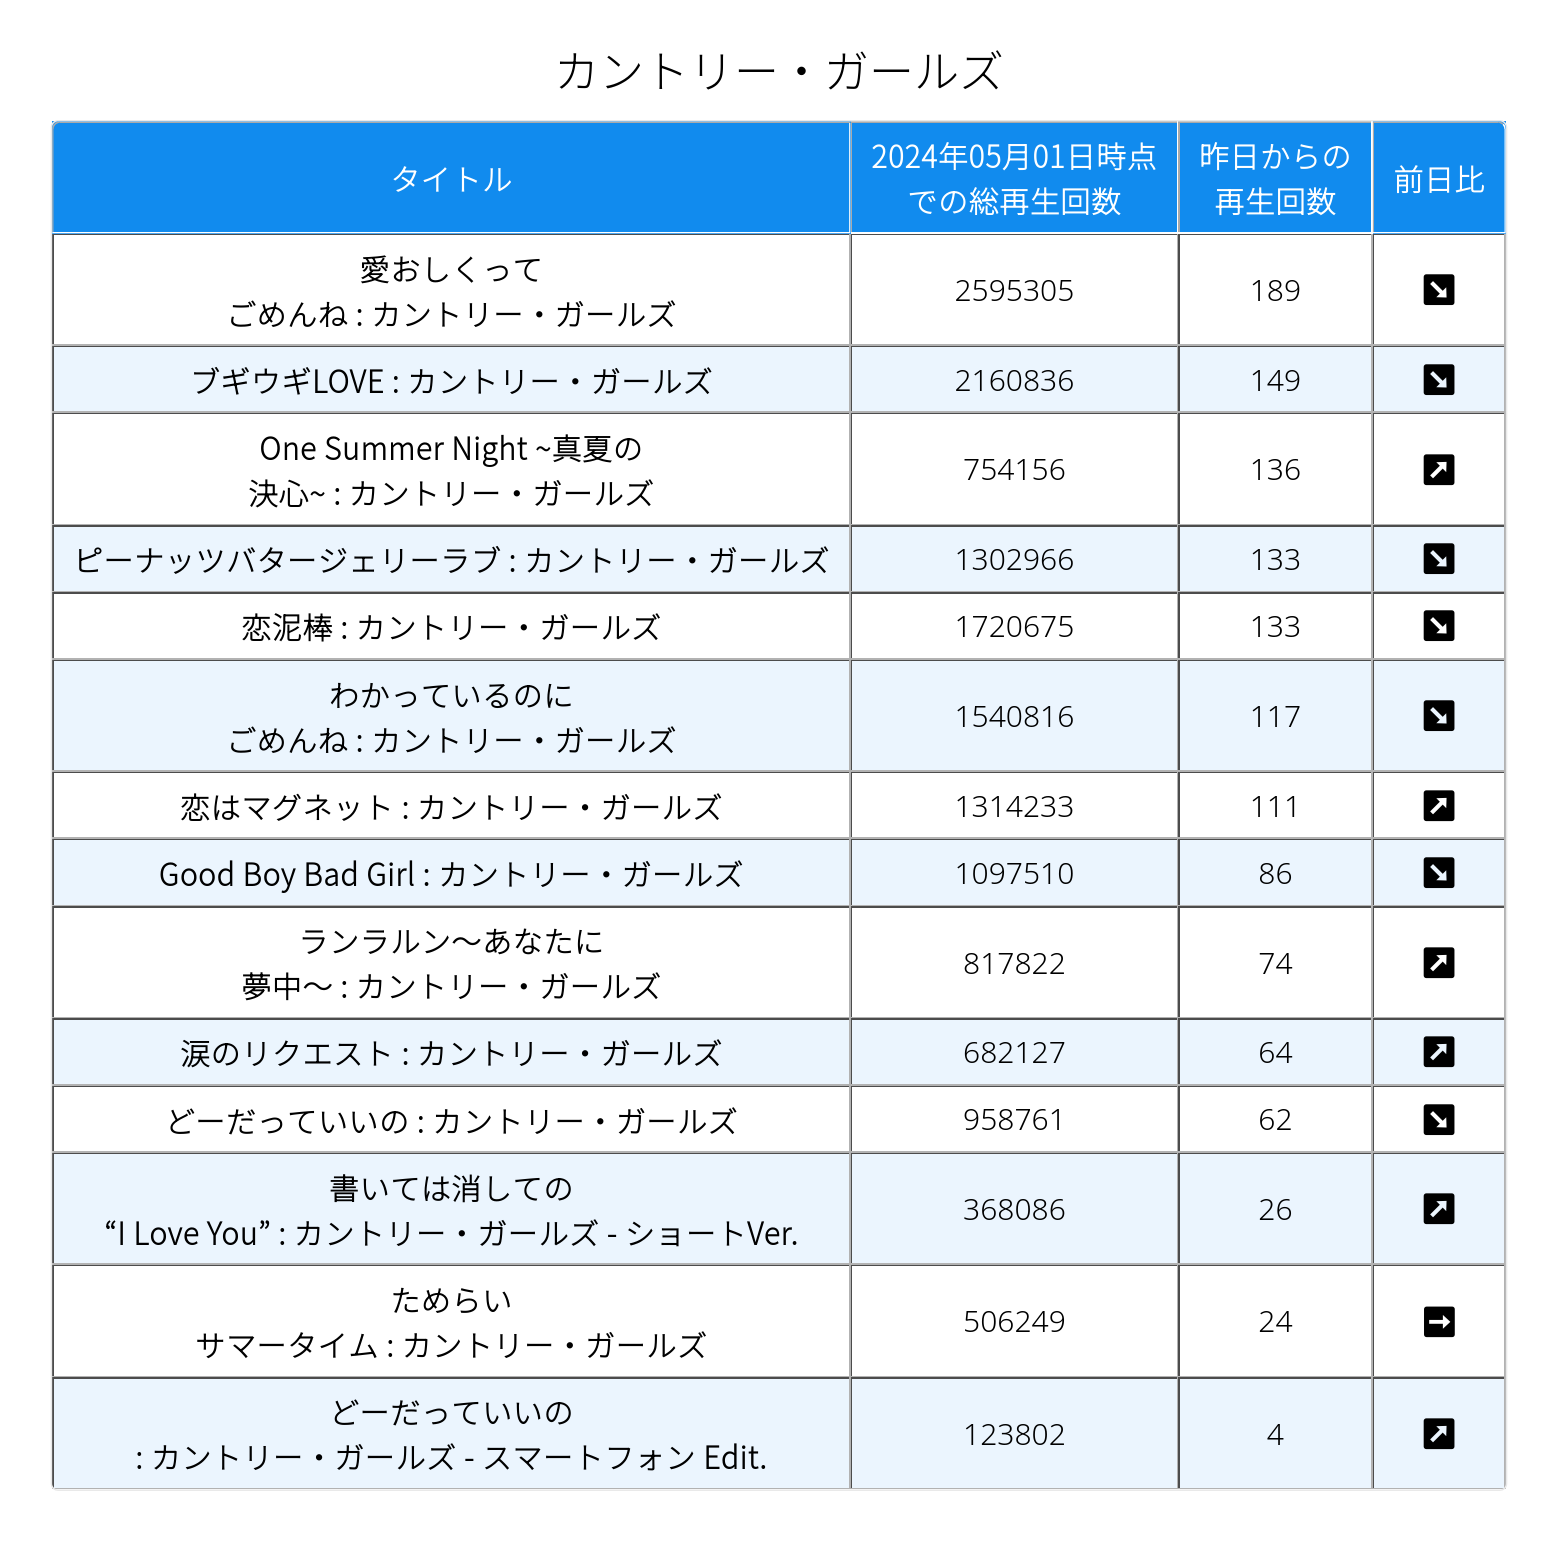 カントリー・ガールズ
タイトル
2024年05月01日時点
での総再生回数
昨日からの
再生回数
前日比
愛おしくって
ごめんね : カントリー・ガールズ
2595305
189
ブギウギLOVE : カントリー・ガールズ
2160836
149
One Summer Night ~真夏の
決心~ : カントリー・ガールズ
754156
136
ピーナッツバタージェリーラブ : カントリー・ガールズ
1302966
133
恋泥棒 : カントリー・ガールズ
1720675
133
わかっているのに
ごめんね : カントリー・ガールズ
1540816
117
恋はマグネット : カントリー・ガールズ
1314233
111
Good Boy Bad Girl : カントリー・ガールズ
1097510
86
ランラルン～あなたに
夢中～ : カントリー・ガールズ
817822
74
涙のリクエスト : カントリー・ガールズ
682127
64
どーだっていいの : カントリー・ガールズ
958761
62
書いては消しての
“I Love You” : カントリー・ガールズ - ショートVer.
368086
26
ためらい
サマータイム : カントリー・ガールズ
506249
24
どーだっていいの
: カントリー・ガールズ - スマートフォン Edit.
123802
4